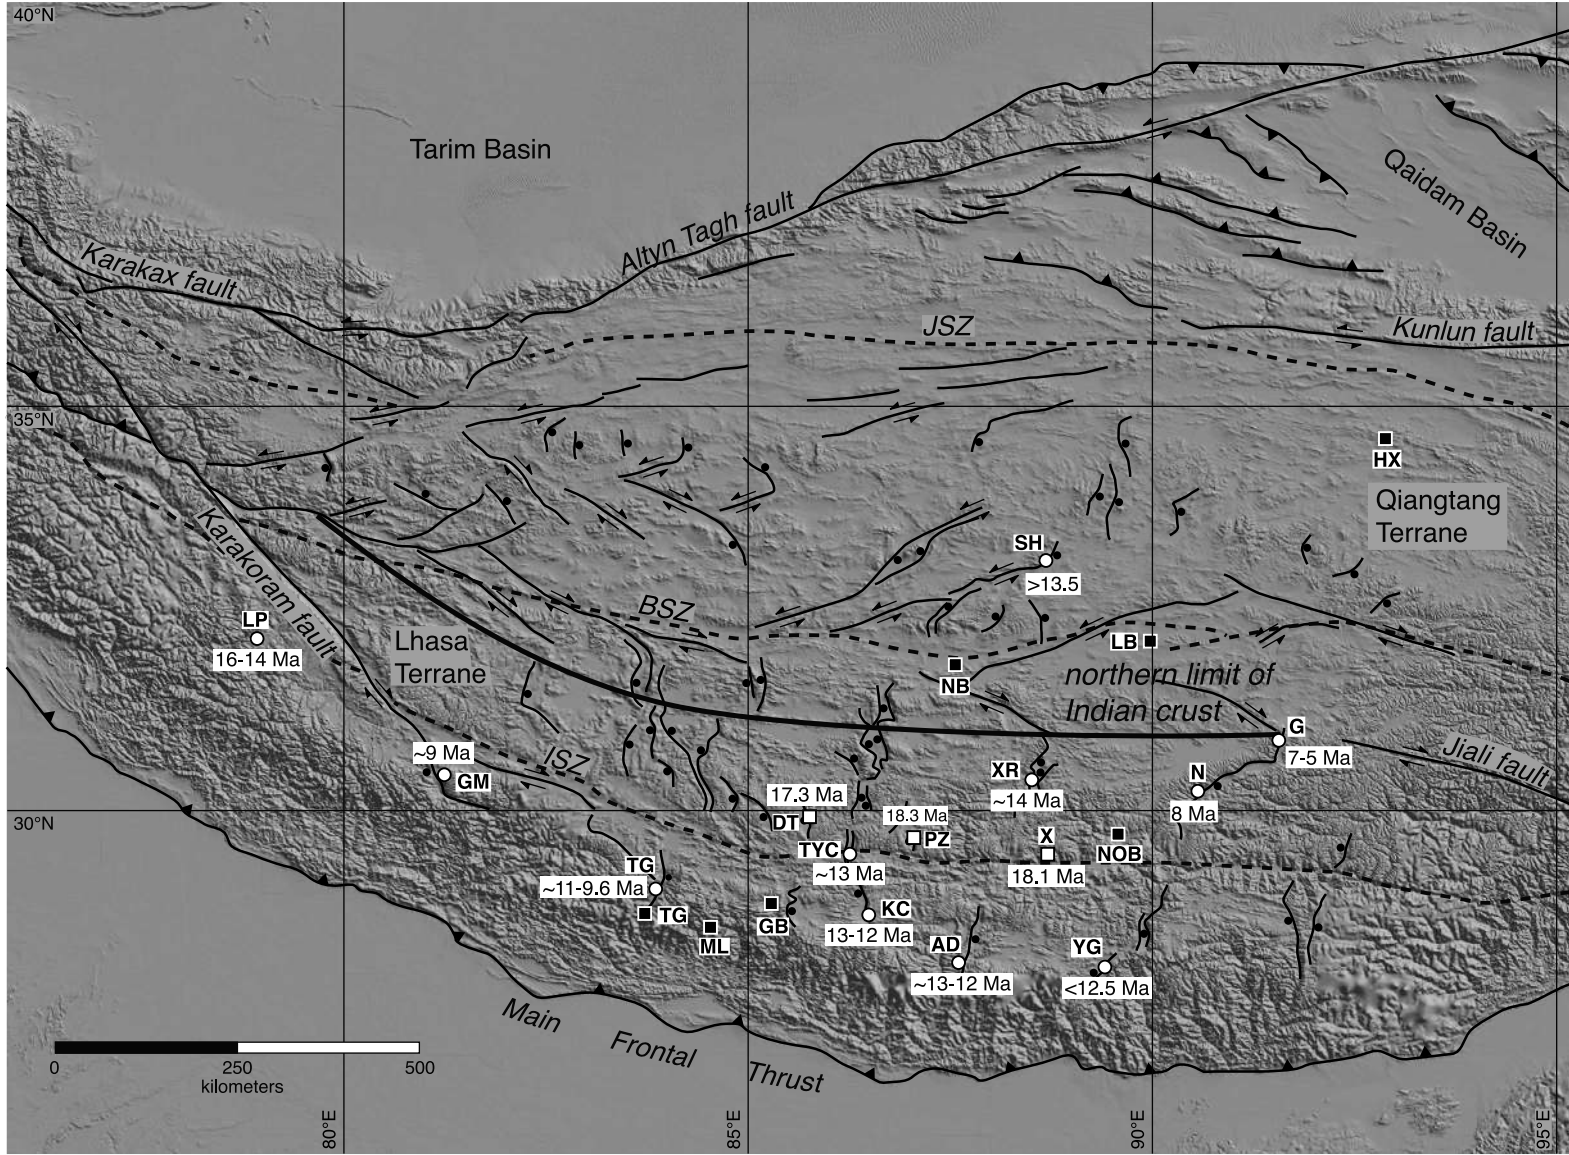 40°N
Tarim Basin
Qaidam Basin
Altyn Tagh fault
Karakax fault
JSZ
Kunlun fault
35°N
HX
Qiangtang
Terrane
Karakoram fault
SH
>13.5
BSZ
LP
16-14 Ma
Lhasa
Terrane
LB
NB
northern limit of
Indian crust
G
7-5 Ma
Jiali fault
~9 Ma
GM
ISZ
XR
~14 Ma
N
8 Ma
17.3 Ma
DT
18.3 Ma
PZ
30°N
TYC
~13 Ma
X
18.1 Ma
NOB
TG
~11-9.6 Ma
TG
ML
GB
KC
13-12 Ma
AD
~13-12 Ma
YG
<12.5 Ma
Main Frontal Thrust
0 250 500
kilometers
80°E
85°E
90°E
95°E